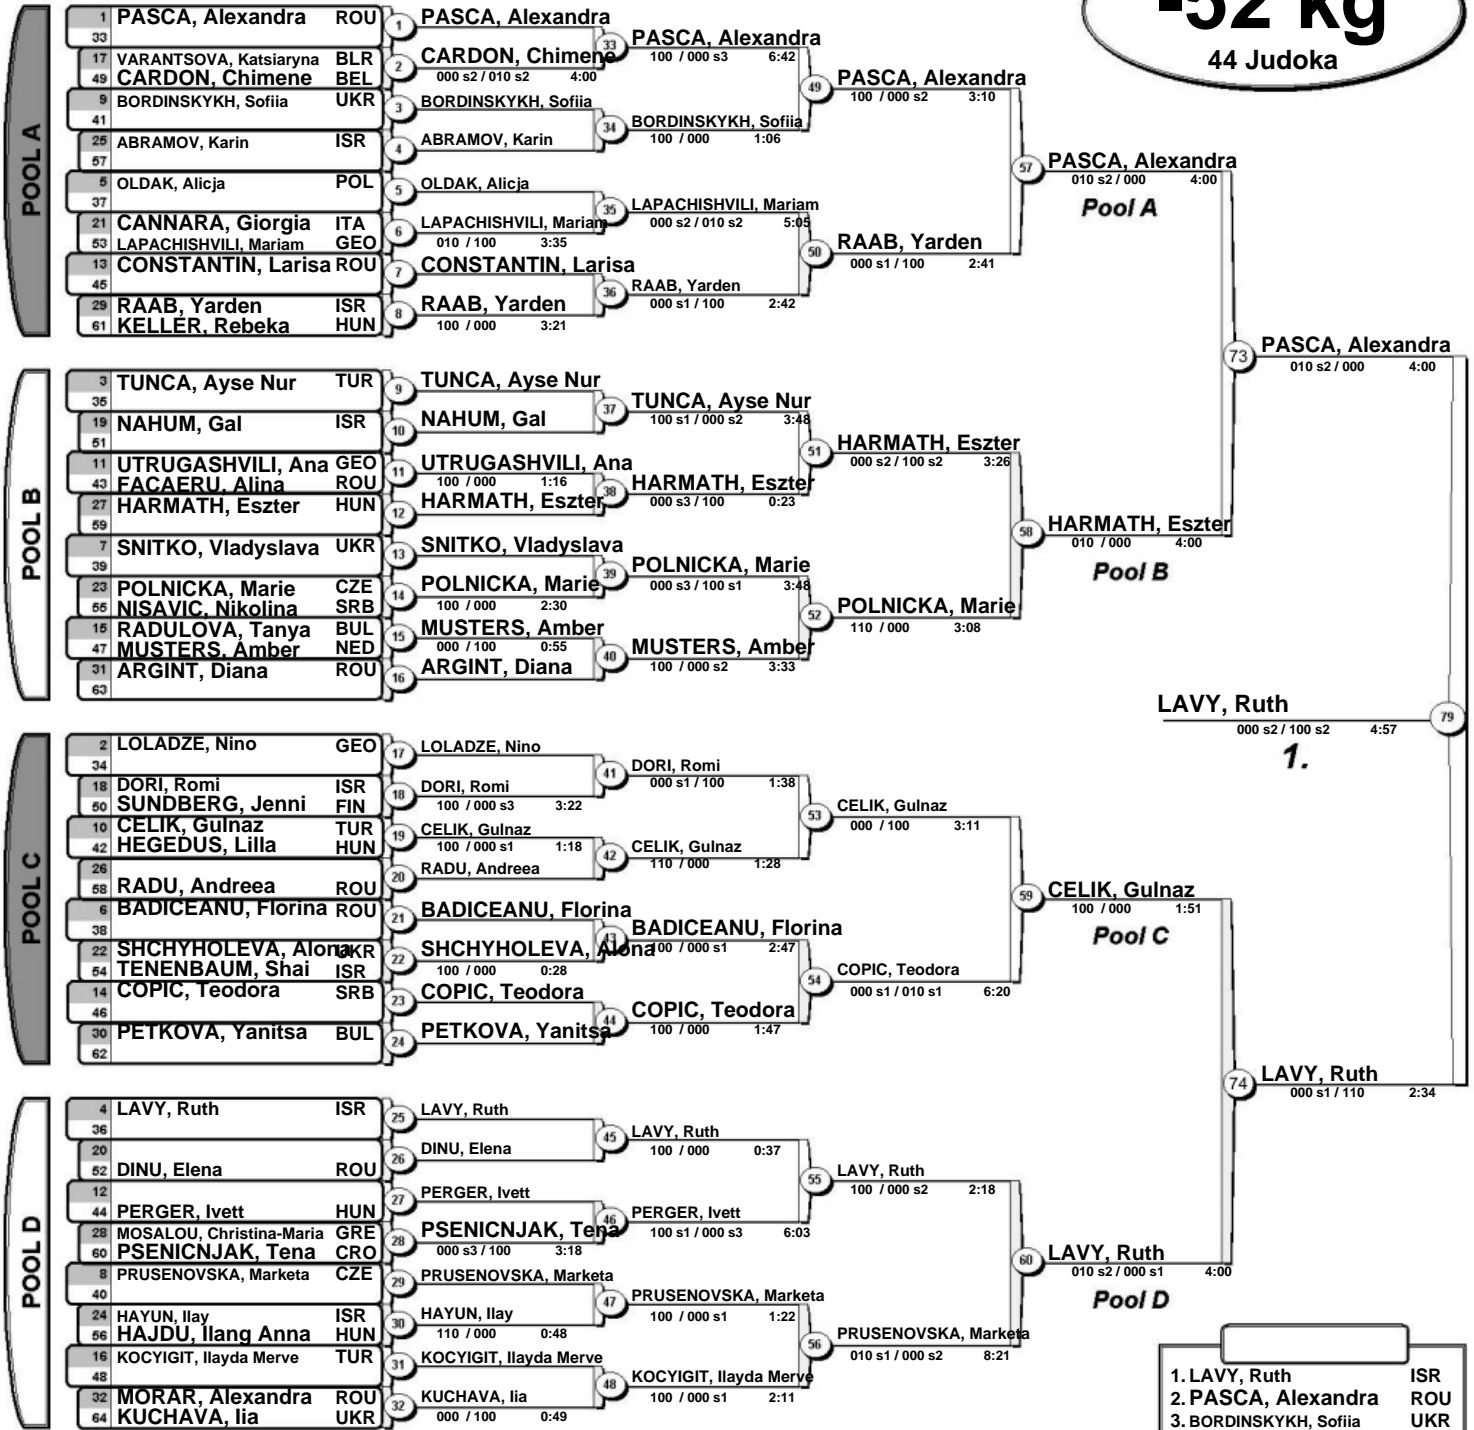 -52 kg
44 Judoka
POOL A
1 PASCA, Alexandra ROU
33
17 VARANTSOVA, Katsiaryna BLR
49 CARDON, Chimene BEL
9 BORDINSKYKH, Sofiia UKR
41
25 ABRAMOV, Karin ISR
57
5 OLDAK, Alicja POL
37
21 CANNARA, Giorgia ITA
53 LAPACHISHVILI, Mariam GEO
13 CONSTANTIN, Larisa ROU
45
29 RAAB, Yarden ISR
61 KELLER, Rebeka HUN
1 PASCA, Alexandra
2 CARDON, Chimene
000 s2 / 010 s2 4:00
3 BORDINSKYKH, Sofiia
4 ABRAMOV, Karin
5 OLDAK, Alicja
6 LAPACHISHVILI, Mariam
010 / 100 3:35
7 CONSTANTIN, Larisa
8 RAAB, Yarden
100 / 000 3:21
33 PASCA, Alexandra
100 / 000 s3 6:42
34 BORDINSKYKH, Sofiia
100 / 000 1:06
35 LAPACHISHVILI, Mariam
000 s2 / 010 s2 5:05
36 RAAB, Yarden
000 s1 / 100 2:42
49 PASCA, Alexandra
100 / 000 s2 3:10
50 RAAB, Yarden
000 s1 / 100 2:41
57 PASCA, Alexandra
010 s2 / 000 4:00
Pool A
POOL B
3 TUNCA, Ayse Nur TUR
35
19 NAHUM, Gal ISR
51
11 UTRUGASHVILI, Ana GEO
43 FACAERU, Alina ROU
27 HARMATH, Eszter HUN
59
7 SNITKO, Vladyslava UKR
39
23 POLNICKA, Marie CZE
55 NISAVIC, Nikolina SRB
15 RADULOVA, Tanya BUL
47 MUSTERS, Amber NED
31 ARGINT, Diana ROU
63
9 TUNCA, Ayse Nur
10 NAHUM, Gal
11 UTRUGASHVILI, Ana
100 / 000 1:16
12 HARMATH, Eszter
13 SNITKO, Vladyslava
14 POLNICKA, Marie
100 / 000 2:30
15 MUSTERS, Amber
000 / 100 0:55
16 ARGINT, Diana
37 TUNCA, Ayse Nur
100 s1 / 000 s2 3:48
38 HARMATH, Eszter
000 s3 / 100 0:23
39 POLNICKA, Marie
000 s3 / 100 s1 3:48
40 MUSTERS, Amber
100 / 000 s2 3:33
51 HARMATH, Eszter
000 s2 / 100 s2 3:26
52 POLNICKA, Marie
110 / 000 3:08
58 HARMATH, Eszter
010 / 000 4:00
Pool B
73 PASCA, Alexandra
010 s2 / 000 4:00
LAVY, Ruth 79
000 s2 / 100 s2 4:57
1.
POOL C
2 LOLADZE, Nino GEO
34
18 DORI, Romi ISR
50 SUNDBERG, Jenni FIN
10 CELIK, Gulnaz TUR
42 HEGEDUS, Lilla HUN
26
58 RADU, Andreea ROU
6 BADICEANU, Florina ROU
38
22 SHCHYHOLEVA, Alona UKR
54 TENENBAUM, Shai ISR
14 COPIC, Teodora SRB
46
30 PETKOVA, Yanitsa BUL
62
17 LOLADZE, Nino
18 DORI, Romi
100 / 000 s3 3:22
19 CELIK, Gulnaz
100 / 000 s1 1:18
20 RADU, Andreea
21 BADICEANU, Florina
22 SHCHYHOLEVA, Alona
100 / 000 0:28
23 COPIC, Teodora
24 PETKOVA, Yanitsa
41 DORI, Romi
000 s1 / 100 1:38
42 CELIK, Gulnaz
110 / 000 1:28
43 BADICEANU, Florina
100 / 000 s1 2:47
44 COPIC, Teodora
100 / 000 1:47
53 CELIK, Gulnaz
000 / 100 3:11
54 COPIC, Teodora
000 s1 / 010 s1 6:20
59 CELIK, Gulnaz
100 / 000 1:51
Pool C
POOL D
4 LAVY, Ruth ISR
36
20
52 DINU, Elena ROU
12
44 PERGER, Ivett HUN
28 MOSALOU, Christina-Maria GRE
60 PSENICNJAK, Tena CRO
8 PRUSENOVSKA, Marketa CZE
40
24 HAYUN, Ilay ISR
56 HAJDU, Ilang Anna HUN
16 KOCYIGIT, Ilayda Merve TUR
48
32 MORAR, Alexandra ROU
64 KUCHAVA, Iia UKR
25 LAVY, Ruth
26 DINU, Elena
27 PERGER, Ivett
28 PSENICNJAK, Tena
000 s3 / 100 3:18
29 PRUSENOVSKA, Marketa
30 HAYUN, Ilay
110 / 000 0:48
31 KOCYIGIT, Ilayda Merve
32 KUCHAVA, Iia
000 / 100 0:49
45 LAVY, Ruth
100 / 000 0:37
46 PERGER, Ivett
100 s1 / 000 s3 6:03
47 PRUSENOVSKA, Marketa
100 / 000 s1 1:22
48 KOCYIGIT, Ilayda Merve
100 / 000 s1 2:11
55 LAVY, Ruth
100 / 000 s2 2:18
56 PRUSENOVSKA, Marketa
010 s1 / 000 s2 8:21
60 LAVY, Ruth
010 s2 / 000 s1 4:00
Pool D
74 LAVY, Ruth
000 s1 / 110 2:34
1. LAVY, Ruth ISR
2. PASCA, Alexandra ROU
3. BORDINSKYKH, Sofiia UKR